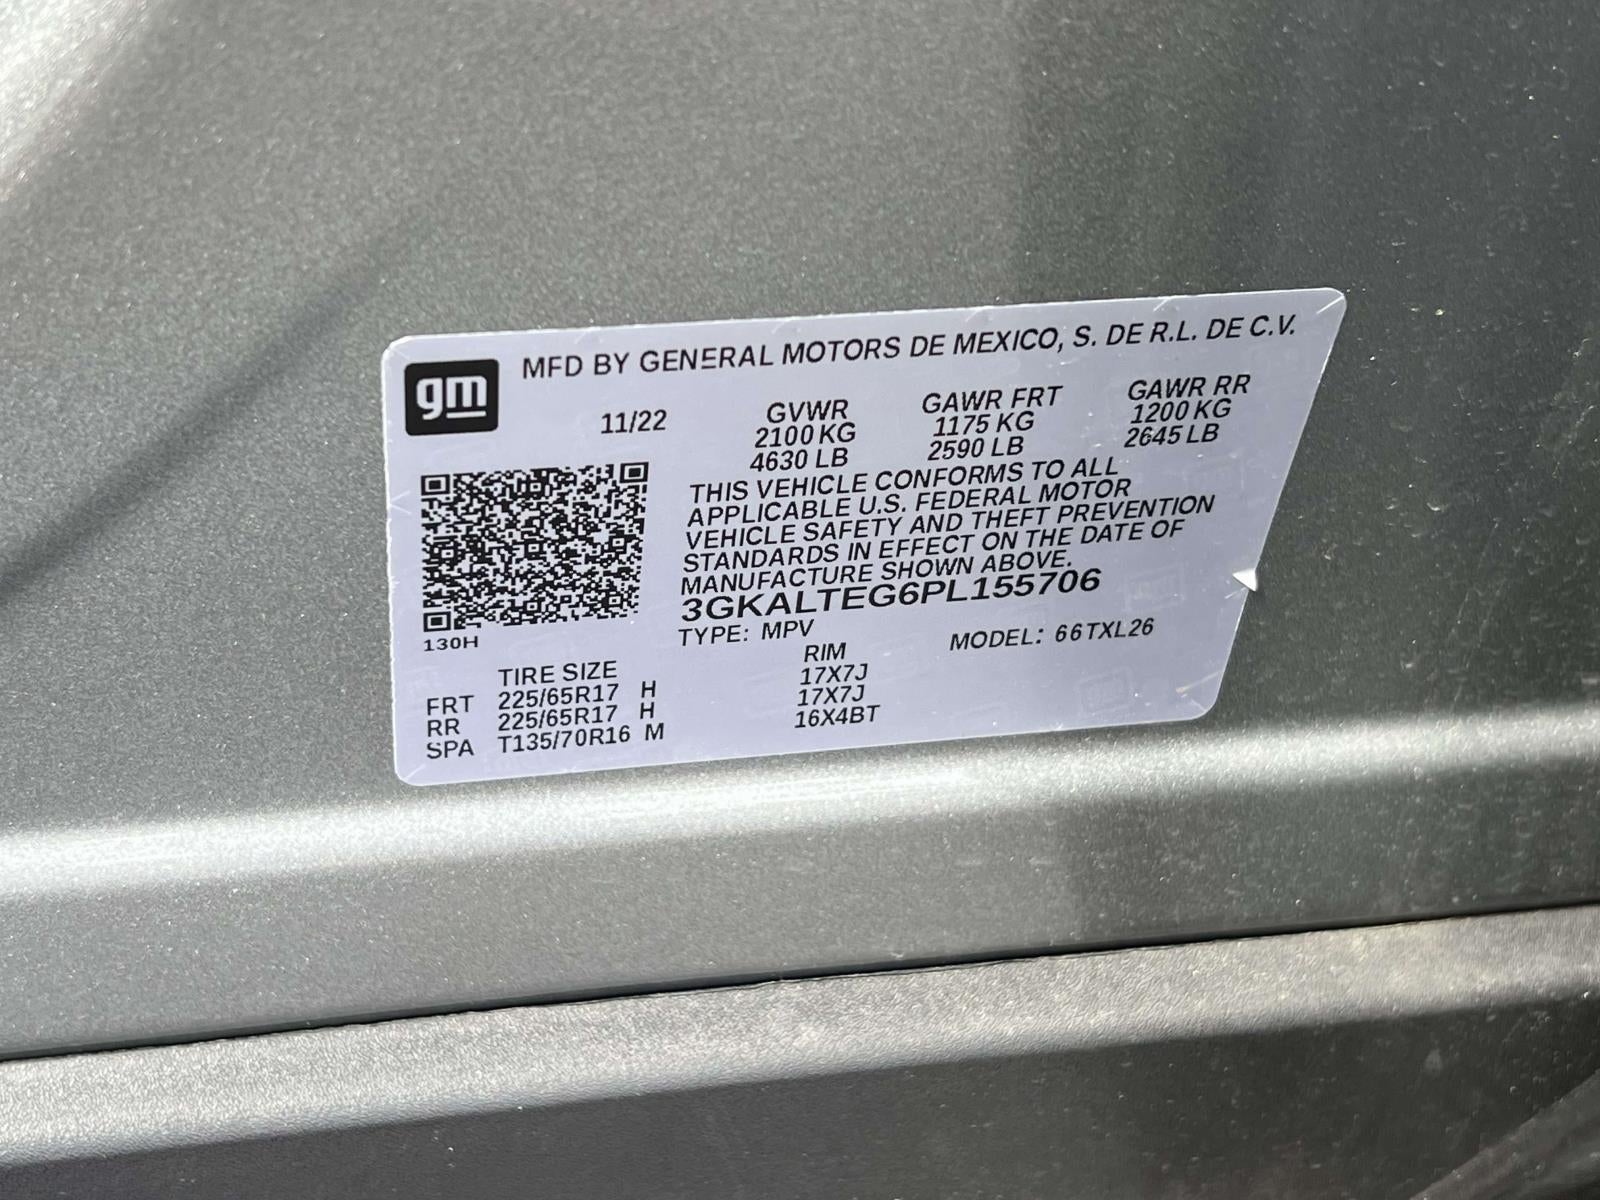 gm
MFD BY GENERAL MOTORS DE MEXICO, S. DE R.L. DE C.V.
11/22
GVWR GAWR FRT GAWR RR
2100 KG 1175 KG 1200 KG
4630 LB 2590 LB 2645 LB
THIS VEHICLE CONFORMS TO ALL
APPLICABLE U.S. FEDERAL MOTOR
VEHICLE SAFETY AND THEFT PREVENTION
STANDARDS IN EFFECT ON THE DATE OF
MANUFACTURE SHOWN ABOVE.
3GKALTEG6PL155706
130H
TYPE: MPV MODEL: 66TXL26
TIRE SIZE RIM
FRT 225/65R17 H 17X7J
RR 225/65R17 H 17X7J
SPA T135/70R16 M 16X4BT